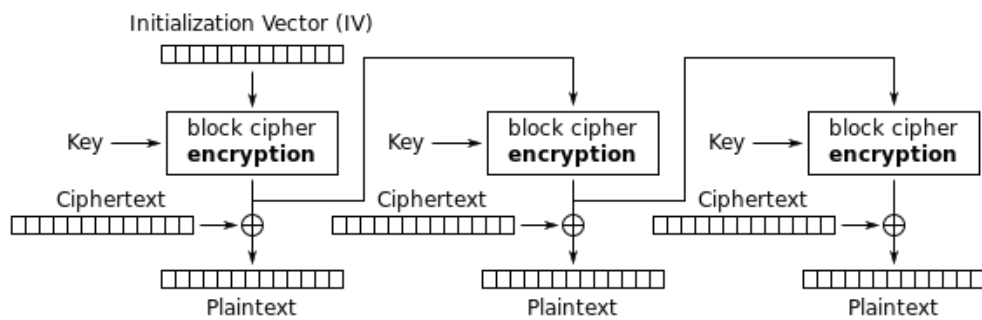 Initialization Vector (IV)
Key
block cipher
encryption
Key
block cipher
encryption
Key
block cipher
encryption
Ciphertext
Ciphertext
Ciphertext
Plaintext
Plaintext
Plaintext